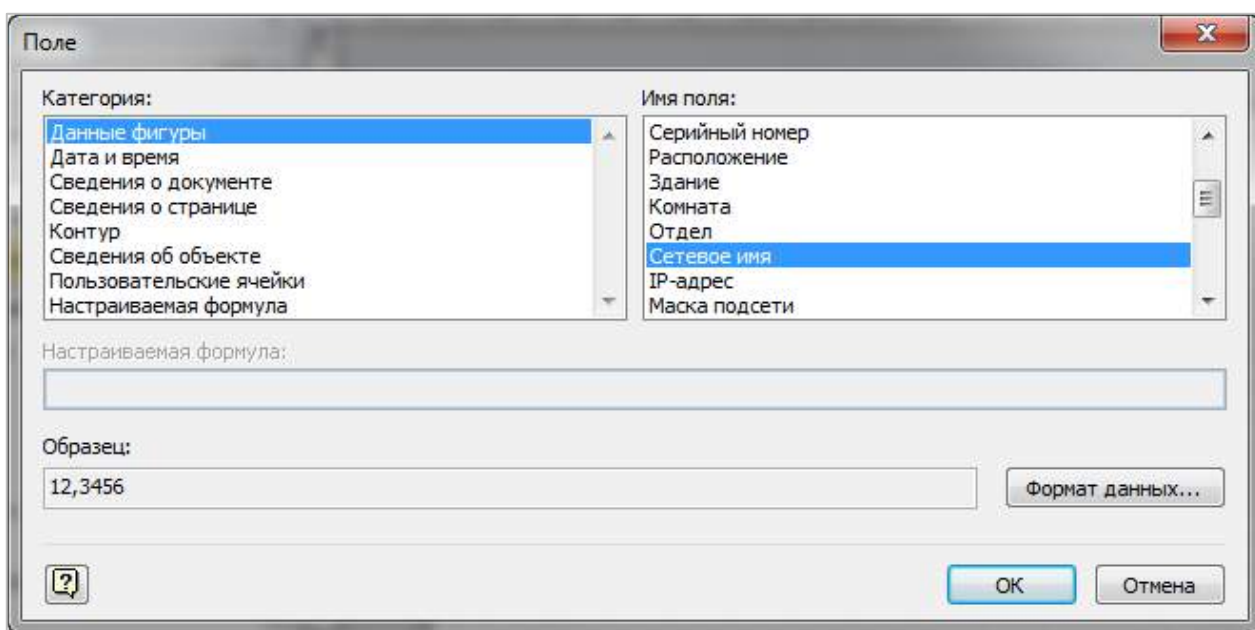 Поле
Категория:
Данные фигуры
Дата и время
Сведения о документе
Сведения о странице
Контур
Сведения об объекте
Пользовательские ячейки
Настраиваемая формула
Имя поля:
Серийный номер
Расположение
Здание
Комната
Отдел
Сетевое имя
IP-адрес
Маска подсети
Настраиваемая формула:
Образец:
12,3456
Формат данных...
ОК
Отмена